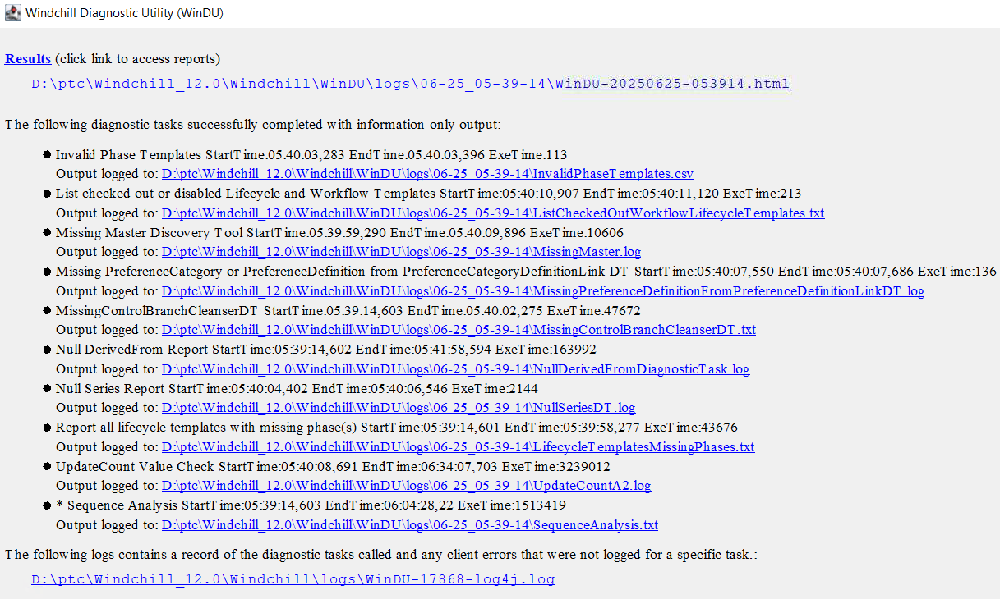 Windchill Diagnostic Utility (WinDU)
Results (click link to access reports)
D:\ptc\Windchill_12.0\Windchill\WinDU\logs\06-25_05-39-14\WinDU-20250625-053914.html
The following diagnostic tasks successfully completed with information-only output:
● Invalid Phase Templates StartTime:05:40:03,283 EndTime:05:40:03,396 ExeTime:113
Output logged to: D:\ptc\Windchill_12.0\Windchill\WinDU\logs\06-25_05-39-14\InvalidPhaseTemplates.csv
● List checked out or disabled Lifecycle and Workflow Templates StartTime:05:40:10,907 EndTime:05:40:11,120 ExeTime:213
Output logged to: D:\ptc\Windchill_12.0\Windchill\WinDU\logs\06-25_05-39-14\ListCheckedOutWorkflowLifecycleTemplates.txt
● Missing Master Discovery Tool StartTime:05:39:59,290 EndTime:05:40:09,896 ExeTime:10606
Output logged to: D:\ptc\Windchill_12.0\Windchill\WinDU\logs\06-25_05-39-14\MissingMaster.log
● Missing PreferenceCategory or PreferenceDefinition from PreferenceCategoryDefinitionLink DT StartTime:05:40:07,550 EndTime:05:40:07,686 ExeTime:136
Output logged to: D:\ptc\Windchill_12.0\Windchill\WinDU\logs\06-25_05-39-14\MissingPreferenceDefinitionFromPreferenceDefinitionLinkDT.log
● MissingControlBranchCleanserDT StartTime:05:39:14,603 EndTime:05:40:02,275 ExeTime:47672
Output logged to: D:\ptc\Windchill_12.0\Windchill\WinDU\logs\06-25_05-39-14\MissingControlBranchCleanserDT.txt
● Null DerivedFrom Report StartTime:05:39:14,602 EndTime:05:41:58,594 ExeTime:163992
Output logged to: D:\ptc\Windchill_12.0\Windchill\WinDU\logs\06-25_05-39-14\NullDerivedFromDiagnosticTask.log
● Null Series Report StartTime:05:40:04,402 EndTime:05:40:06,546 ExeTime:2144
Output logged to: D:\ptc\Windchill_12.0\Windchill\WinDU\logs\06-25_05-39-14\NullSeriesDT.log
● Report all lifecycle templates with missing phase(s) StartTime:05:39:14,601 EndTime:05:39:58,277 ExeTime:43676
Output logged to: D:\ptc\Windchill_12.0\Windchill\WinDU\logs\06-25_05-39-14\LifecycleTemplatesMissingPhases.txt
● UpdateCount Value Check StartTime:05:40:08,691 EndTime:06:34:07,703 ExeTime:3239012
Output logged to: D:\ptc\Windchill_12.0\Windchill\WinDU\logs\06-25_05-39-14\UpdateCountA2.log
● * Sequence Analysis StartTime:05:39:14,603 EndTime:06:04:28,22 ExeTime:1513419
Output logged to: D:\ptc\Windchill_12.0\Windchill\WinDU\logs\06-25_05-39-14\SequenceAnalysis.txt
The following logs contains a record of the diagnostic tasks called and any client errors that were not logged for a specific task.:
D:\ptc\Windchill_12.0\Windchill\logs\WinDU-17868-log4j.log